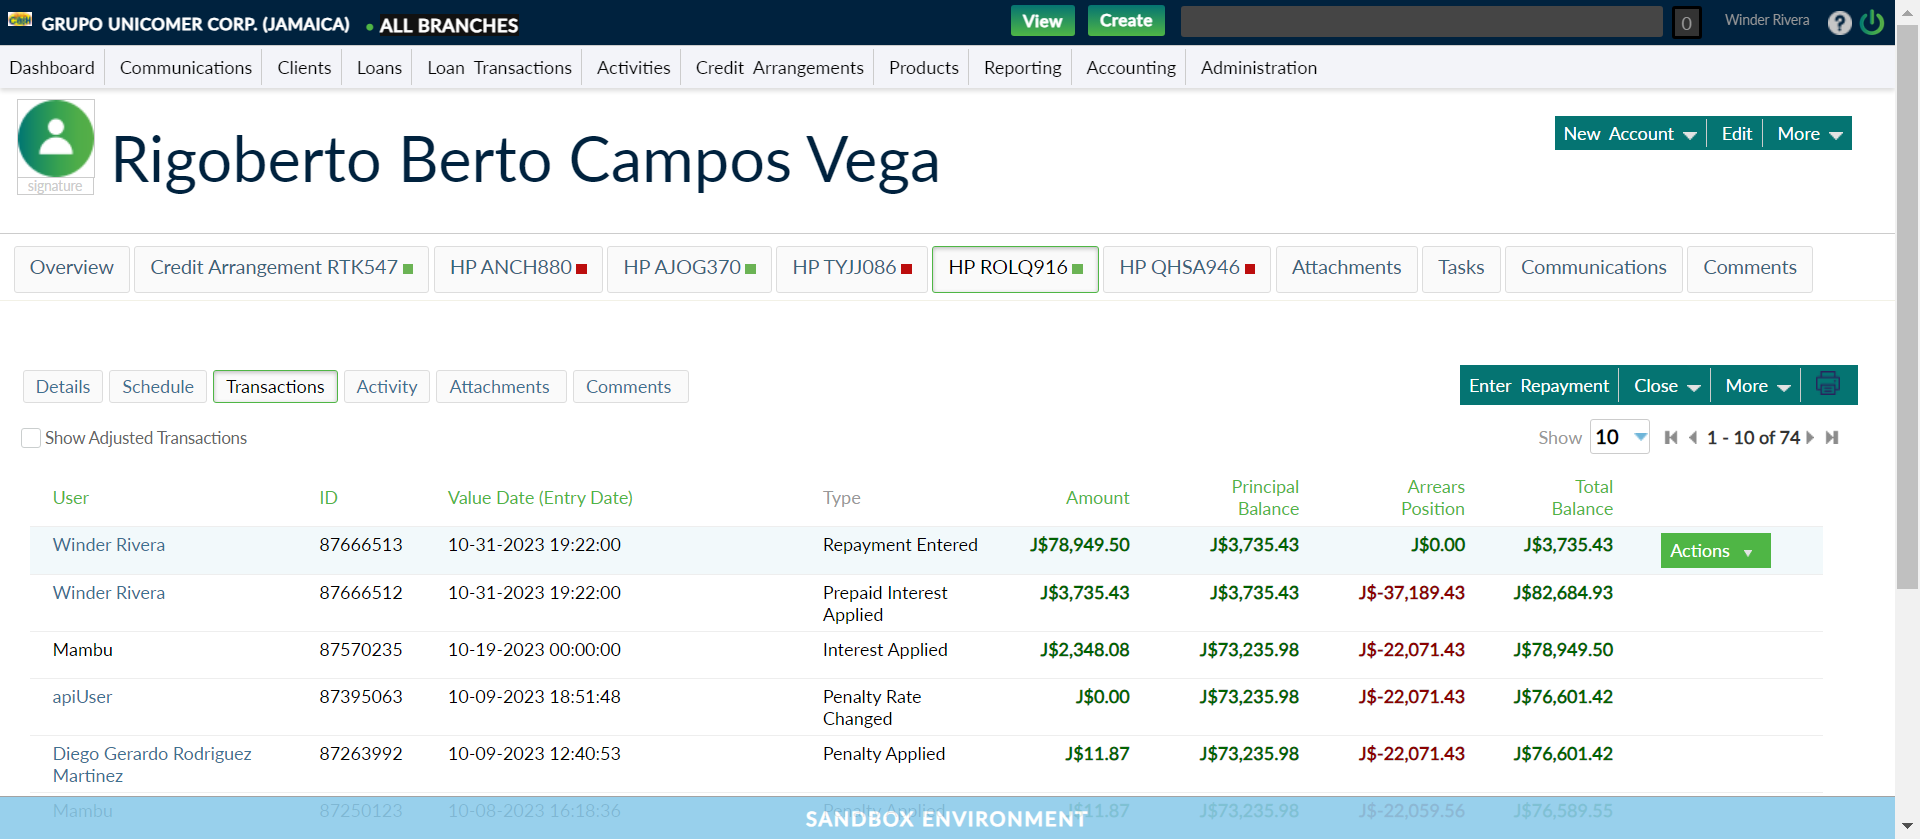 Cash GRUPO UNICOMER CORP. (JAMAICA) • ALL BRANCHES View Create 0 Winder Rivera ?
Dashboard Communications Clients Loans Loan Transactions Activities Credit Arrangements Products Reporting Accounting Administration
Rigoberto Berto Campos Vega
signature
New Account Edit More
Overview Credit Arrangement RTK547 HP ANCH880 HP AJOG370 HP TYJJ086 HP ROLQ916 HP QHSA946 Attachments Tasks Communications Comments
Details Schedule Transactions Activity Attachments Comments Enter Repayment Close More
Show Adjusted Transactions Show 10 1 - 10 of 74
User ID Value Date (Entry Date) Type Amount Principal Balance Arrears Position Total Balance
Winder Rivera 87666513 10-31-2023 19:22:00 Repayment Entered J$78,949.50 J$3,735.43 J$0.00 J$3,735.43 Actions
Winder Rivera 87666512 10-31-2023 19:22:00 Prepaid Interest Applied J$3,735.43 J$3,735.43 J$-37,189.43 J$82,684.93
Mambu 87570235 10-19-2023 00:00:00 Interest Applied J$2,348.08 J$73,235.98 J$-22,071.43 J$78,949.50
apiUser 87395063 10-09-2023 18:51:48 Penalty Rate Changed J$0.00 J$73,235.98 J$-22,071.43 J$76,601.42
Diego Gerardo Rodriguez Martinez 87263992 10-09-2023 12:40:53 Penalty Applied J$11.87 J$73,235.98 J$-22,071.43 J$76,601.42
Mambu 87250123 10-08-2023 16:18:36 Penalty Applied J$11.87 J$73,235.98 J$-22,059.56 J$76,589.55
SANDBOX ENVIRONMENT